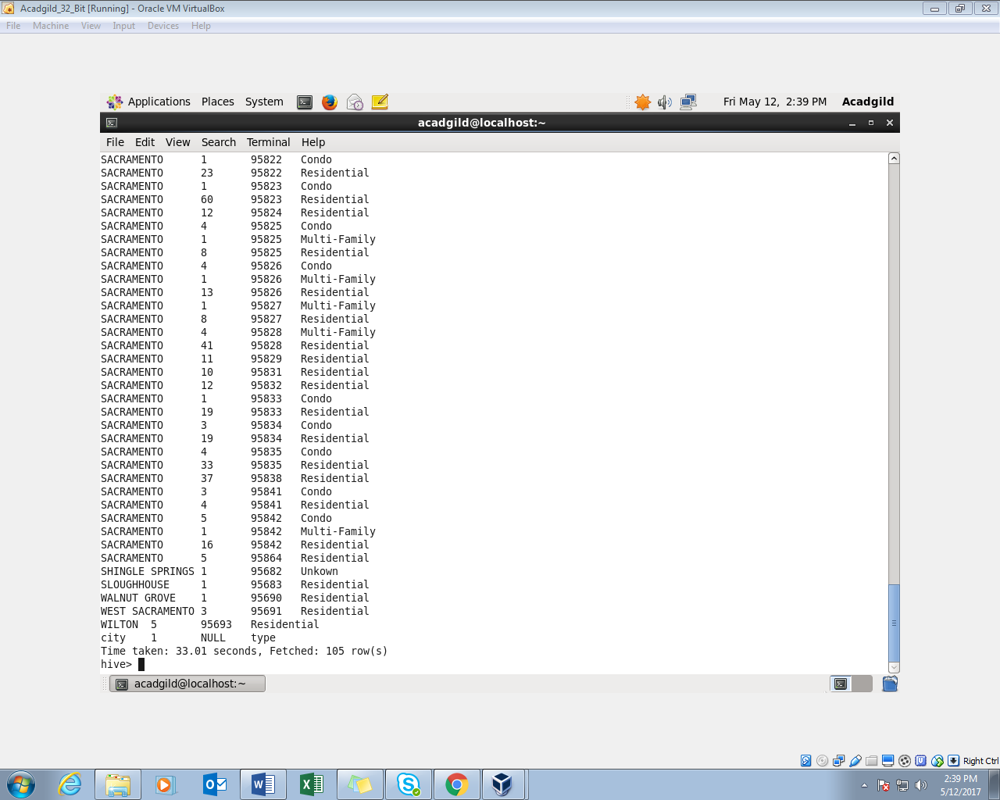 Acadgild_32_Bit [Running] - Oracle VM VirtualBox
File Machine View Input Devices Help
Applications Places System Fri May 12, 2:39 PM Acadgild
acadgild@localhost:~
File Edit View Search Terminal Help
SACRAMENTO 1 95822 Condo
SACRAMENTO 23 95822 Residential
SACRAMENTO 1 95823 Condo
SACRAMENTO 60 95823 Residential
SACRAMENTO 12 95824 Residential
SACRAMENTO 4 95825 Condo
SACRAMENTO 1 95825 Multi-Family
SACRAMENTO 8 95825 Residential
SACRAMENTO 4 95826 Condo
SACRAMENTO 1 95826 Multi-Family
SACRAMENTO 13 95826 Residential
SACRAMENTO 1 95827 Multi-Family
SACRAMENTO 8 95827 Residential
SACRAMENTO 4 95828 Multi-Family
SACRAMENTO 41 95828 Residential
SACRAMENTO 11 95829 Residential
SACRAMENTO 10 95831 Residential
SACRAMENTO 12 95832 Residential
SACRAMENTO 1 95833 Condo
SACRAMENTO 19 95833 Residential
SACRAMENTO 3 95834 Condo
SACRAMENTO 19 95834 Residential
SACRAMENTO 4 95835 Condo
SACRAMENTO 33 95835 Residential
SACRAMENTO 37 95838 Residential
SACRAMENTO 3 95841 Condo
SACRAMENTO 4 95841 Residential
SACRAMENTO 5 95842 Condo
SACRAMENTO 1 95842 Multi-Family
SACRAMENTO 16 95842 Residential
SACRAMENTO 5 95864 Residential
SHINGLE SPRINGS 1 95682 Unkown
SLOUGHHOUSE 1 95683 Residential
WALNUT GROVE 1 95690 Residential
WEST SACRAMENTO 3 95691 Residential
WILTON 5 95693 Residential
city 1 NULL type
Time taken: 33.01 seconds, Fetched: 105 row(s)
hive>
acadgild@localhost:~
Right Ctrl
2:39 PM
5/12/2017